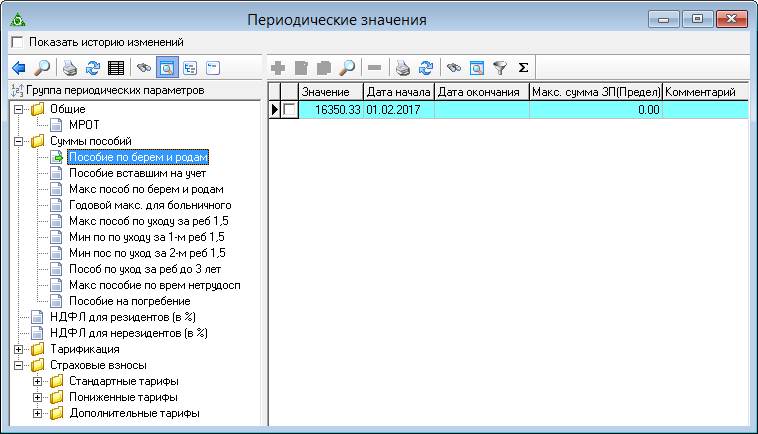 Периодические значения
Показать историю изменений
Группа периодических параметров
Общие
МРОТ
Суммы пособий
Пособие по берем и родам
Пособие вставшим на учет
Макс пособ по берем и родам
Годовой макс. для больничного
Макс пособ по уходу за реб 1,5
Мин по по уходу за 1-м реб 1,5
Мин пос по уход за 2-м реб 1,5
Пособ по уход за реб до 3 лет
Макс пособие по врем нетрудосп
Пособие на погребение
НДФЛ для резидентов (в %)
НДФЛ для нерезидентов (в %)
Тарификация
Страховые взносы
Стандартные тарифы
Пониженные тарифы
Дополнительные тарифы
Σ
Значение Дата начала Дата окончания Макс. сумма ЗП(Предел) Комментарий
16350.33 01.02.2017 0.00